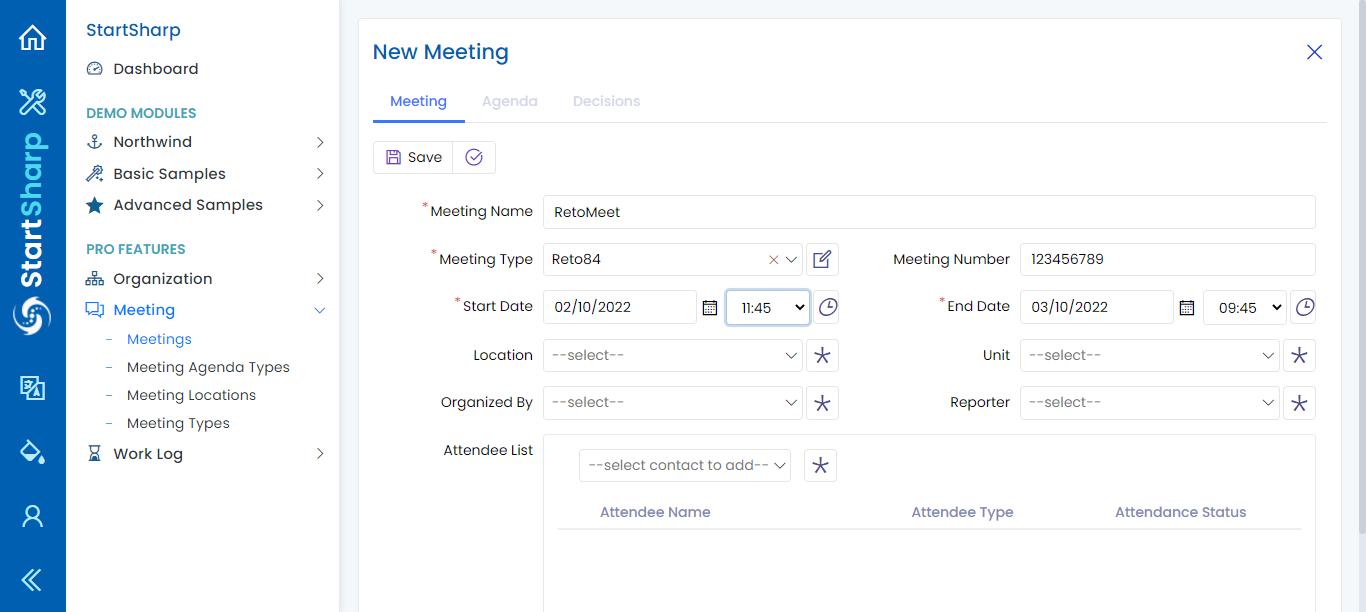 StartSharp
StartSharp
Dashboard
DEMO MODULES
Northwind
Basic Samples
Advanced Samples
PRO FEATURES
Organization
Meeting
Meetings
Meeting Agenda Types
Meeting Locations
Meeting Types
Work Log
New Meeting
Meeting Agenda Decisions
Save
*Meeting Name RetoMeet
*Meeting Type Reto84 Meeting Number 123456789
*Start Date 02/10/2022 11:45 *End Date 03/10/2022 09:45
Location --select-- Unit --select--
Organized By --select-- Reporter --select--
Attendee List
--select contact to add--
Attendee Name Attendee Type Attendance Status